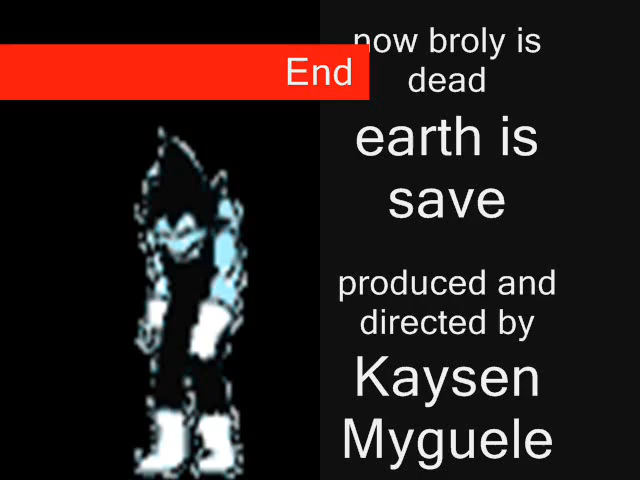 now broly is
End
dead
earth is
save
produced and
directed by
Kaysen
Myguele